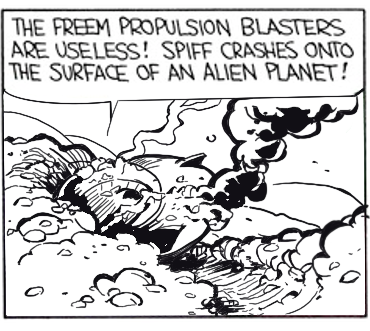 THE FREEM PROPULSION BLASTERS
ARE USELESS! SPIFF CRASHES ONTO
THE SURFACE OF AN ALIEN PLANET!